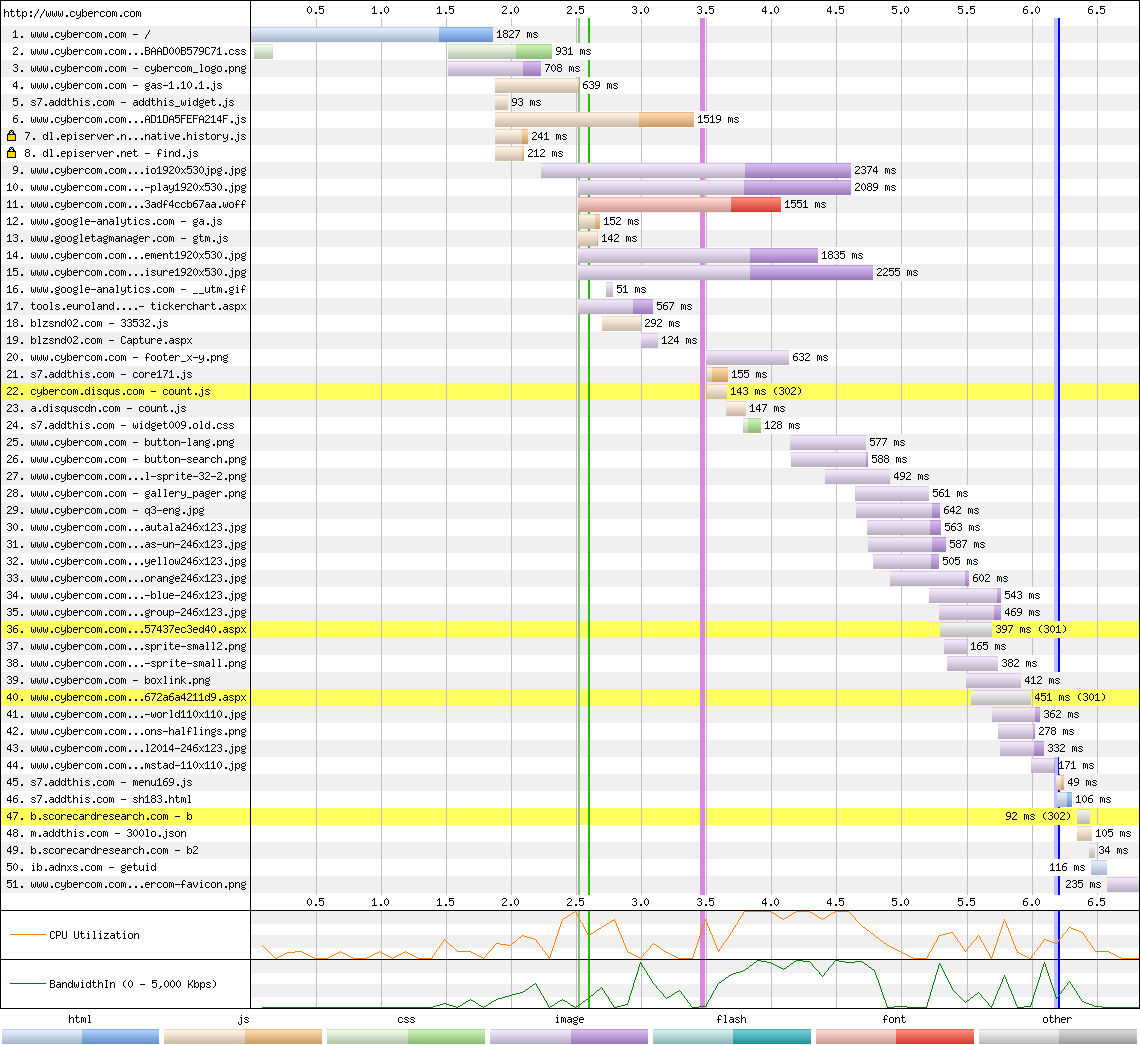 http://www.cybercom.com 0.5 1.0 1.5 2.0 2.5 3.0 3.5 4.0 4.5 5.0 5.5 6.0 6.5
1. www.cybercom.com - / 1827 ms
2. www.cybercom.com...BAAD00B579C71.css 931 ms
3. www.cybercom.com - cybercom_logo.png 708 ms
4. www.cybercom.com - gas-1.10.1.js 639 ms
5. s7.addthis.com - addthis_widget.js 93 ms
6. www.cybercom.com...AD1DA5FEFA214F.js 1519 ms
7. dl.episerver.n...native.history.js 241 ms
8. dl.episerver.net - find.js 212 ms
9. www.cybercom.com...io1920x530jpg.jpg 2374 ms
10. www.cybercom.com...-play1920x530.jpg 2089 ms
11. www.cybercom.com...3adf4ccb67aa.woff 1551 ms
12. www.google-analytics.com - ga.js 152 ms
13. www.googletagmanager.com - gtm.js 142 ms
14. www.cybercom.com...ement1920x530.jpg 1835 ms
15. www.cybercom.com...isure1920x530.jpg 2255 ms
16. www.google-analytics.com - __utm.gif 51 ms
17. tools.euroland....- tickerchart.aspx 567 ms
18. blzsnd02.com - 33532.js 292 ms
19. blzsnd02.com - Capture.aspx 124 ms
20. www.cybercom.com - footer_x-y.png 632 ms
21. s7.addthis.com - core171.js 155 ms
22. cybercom.disqus.com - count.js 143 ms (302)
23. a.disquscdn.com - count.js 147 ms
24. s7.addthis.com - widget009.old.css 128 ms
25. www.cybercom.com - button-lang.png 577 ms
26. www.cybercom.com - button-search.png 588 ms
27. www.cybercom.com...l-sprite-32-2.png 492 ms
28. www.cybercom.com - gallery_pager.png 561 ms
29. www.cybercom.com - q3-eng.jpg 642 ms
30. www.cybercom.com...autala246x123.jpg 563 ms
31. www.cybercom.com...as-un-246x123.jpg 587 ms
32. www.cybercom.com...yellow246x123.jpg 505 ms
33. www.cybercom.com...orange246x123.jpg 602 ms
34. www.cybercom.com...-blue-246x123.jpg 543 ms
35. www.cybercom.com...group-246x123.jpg 469 ms
36. www.cybercom.com...57437ec3ed40.aspx 397 ms (301)
37. www.cybercom.com...sprite-small2.png 165 ms
38. www.cybercom.com...-sprite-small.png 382 ms
39. www.cybercom.com - boxlink.png 412 ms
40. www.cybercom.com...672a6a4211d9.aspx 451 ms (301)
41. www.cybercom.com...-world110x110.jpg 362 ms
42. www.cybercom.com...ons-halflings.png 278 ms
43. www.cybercom.com...l2014-246x123.jpg 332 ms
44. www.cybercom.com...mstad-110x110.jpg 171 ms
45. s7.addthis.com - menu169.js 49 ms
46. s7.addthis.com - sh183.html 106 ms
47. b.scorecardresearch.com - b 92 ms (302)
48. m.addthis.com - 300lo.json 105 ms
49. b.scorecardresearch.com - b2 34 ms
50. ib.adnxs.com - getuid 116 ms
51. www.cybercom.com...ercom-favicon.png 235 ms
0.5 1.0 1.5 2.0 2.5 3.0 3.5 4.0 4.5 5.0 5.5 6.0 6.5
CPU Utilization
BandwidthIn (0 - 5,000 Kbps)
html js css image flash font other